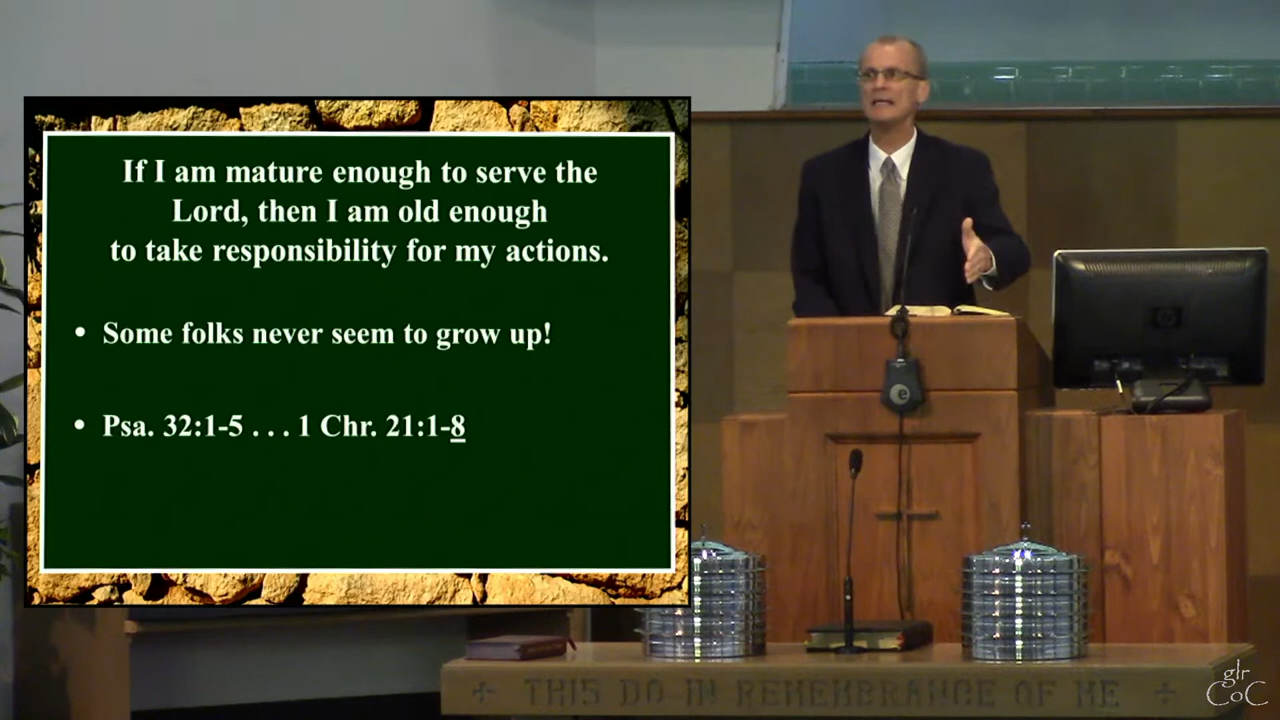 If I am mature enough to serve the
Lord, then I am old enough
to take responsibility for my actions.
• Some folks never seem to grow up!
• Psa. 32:1-5 . . . 1 Chr. 21:1-8
hp
e
THIS DO IN REMEMBRANCE OF ME
glr
CoC